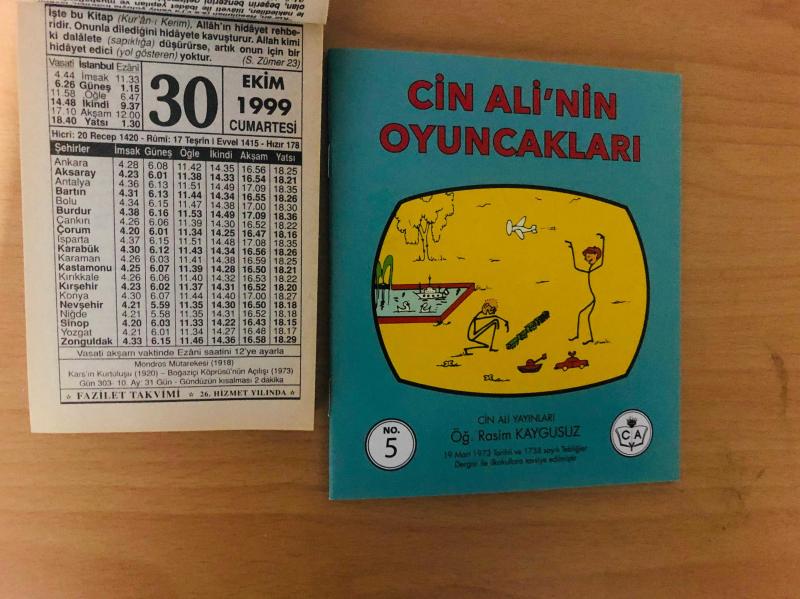 işte bu Kitap (Kur'ân-ı Kerim), Allâh'ın hidâyet rehbe-
ridir. Onunla dilediğini hidâyete kavuşturur. Allah kimi
ki dalâlete (sapıklığa) düşürürse, artık onun için bir
hidâyet edici (yol gösteren) yoktur. (S. Zümer 23)
Vasati İstanbul Ezâni
4.44 İmsak 11.33
6.26 Güneş 1.15
11.58 Öğle 6.47
14.48 İkindi 9.37
17.10 Akşam 12.00
18.40 Yatsı 1.30
30
EKİM
1999
CUMARTESİ
Hicrî: 20 Recep 1420 - Rûmî: 17 Teşrin i Evvel 1415 - Hızır 178
Şehirler İmsak Güneş Öğle İkindi Akşam Yatsı
Ankara 4.28 6.08 11.42 14.35 16.56 18.25
Aksaray 4.23 6.01 11.38 14.33 16.54 18.21
Antalya 4.36 6.13 11.51 14.49 17.09 18.35
Bartın 4.31 6.13 11.44 14.34 16.55 18.26
Bolu 4.34 6.15 11.47 14.38 17.00 18.30
Burdur 4.38 6.16 11.53 14.49 17.09 18.36
Çankırı 4.26 6.06 11.39 14.30 16.52 18.22
Çorum 4.20 6.01 11.34 14.25 16.47 18.16
Isparta 4.37 6.15 11.51 14.48 17.08 18.35
Karabük 4.30 6.12 11.43 14.34 16.56 18.26
Karaman 4.26 6.03 11.41 14.38 16.59 18.25
Kastamonu 4.25 6.07 11.39 14.28 16.50 18.21
Kırıkkale 4.26 6.06 11.40 14.32 16.53 18.22
Kırşehir 4.23 6.02 11.37 14.31 16.52 18.20
Konya 4.30 6.07 11.44 14.40 17.00 18.27
Nevşehir 4.21 5.59 11.35 14.30 16.50 18.18
Niğde 4.21 5.58 11.35 14.31 16.52 18.18
Sinop 4.20 6.03 11.33 14.22 16.43 18.15
Yozgat 4.21 6.01 11.34 14.27 16.48 18.17
Zonguldak 4.33 6.15 11.46 14.36 16.58 18.29
Vasati akşam vaktinde Ezâni saatini 12'ye ayarla
Mondros Mütarekesi (1918)
Kars'ın Kurtuluşu (1920) – Boğaziçi Köprüsü'nün Açılışı (1973)
Gün 303- 10. Ay: 31 Gün - Gündüzün kısalması 2 dakika
FAZİLET TAKVİMİ 26. HİZMET YILINDA
CİN ALİ'NİN
OYUNCAKLARI
CİN ALİ YAYINLARI
Öğ. Rasim KAYGUSUZ
19 Mart 1973 Tarihli ve 1738 sayılı Tebliğler
Dergisi ile ilkokullara tavsiye edilmiştir.
NO.
5
C A
Y